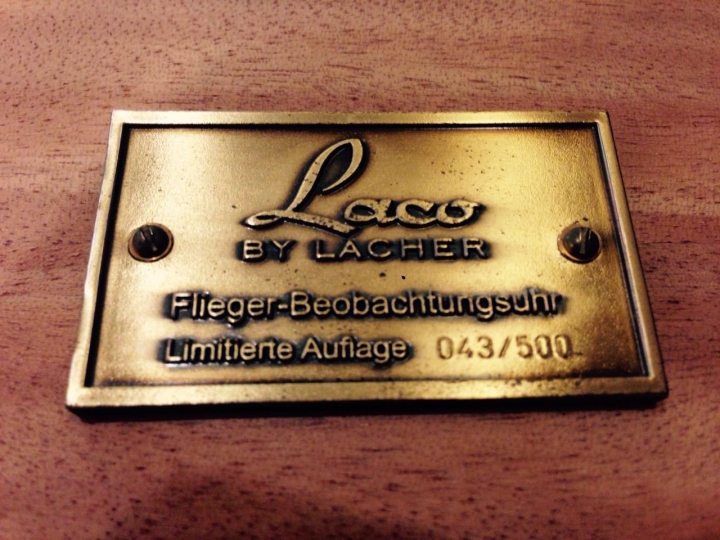 Laco
BY LACHER
Flieger-Beobachtungsuhr
Limitierte Auflage 043/500